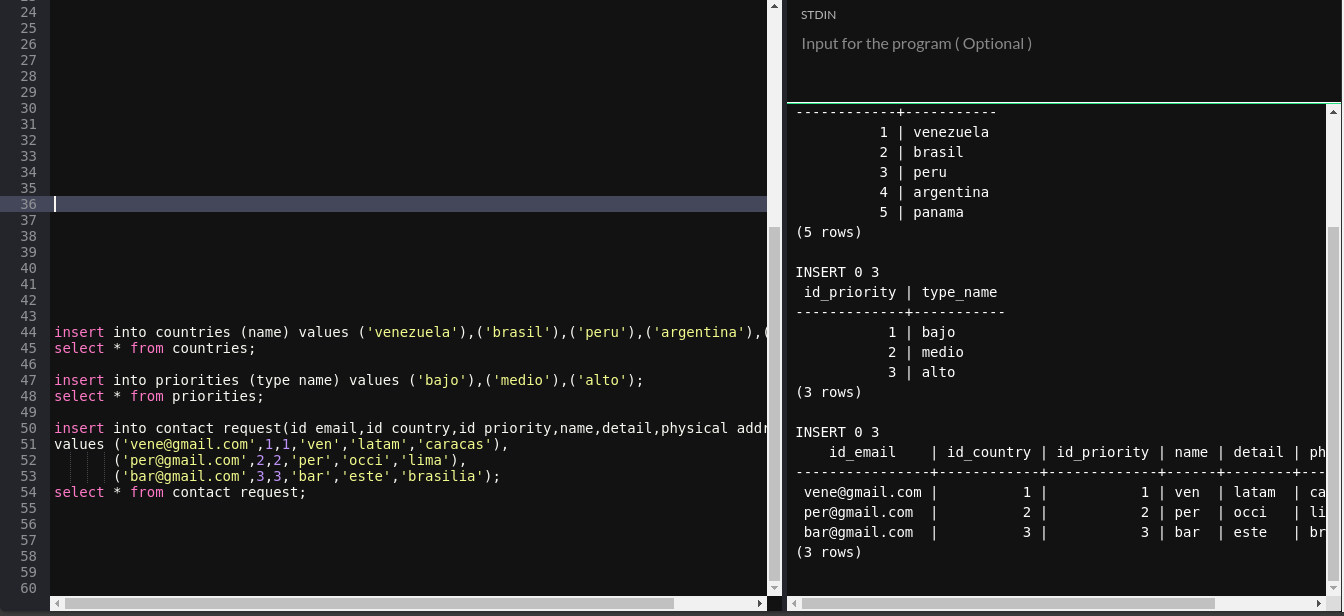 24
25
26
27
28
29
30
31
32
33
34
35
36
37
38
39
40
41
42
43
44 insert into countries (name) values ('venezuela'),('brasil'),('peru'),('argentina'),(
45 select * from countries;
46
47 insert into priorities (type name) values ('bajo'),('medio'),('alto');
48 select * from priorities;
49
50 insert into contact request(id email,id country,id priority,name,detail,physical addr
51 values ('vene@gmail.com',1,1,'ven','latam','caracas'),
52 ('per@gmail.com',2,2,'per','occi','lima'),
53 ('bar@gmail.com',3,3,'bar','este','brasilia');
54 select * from contact request;
55
56
57
58
59
60
STDIN
Input for the program ( Optional )
------------+-----------
1 | venezuela
2 | brasil
3 | peru
4 | argentina
5 | panama
(5 rows)
INSERT 0 3
id_priority | type_name
-------------+-----------
1 | bajo
2 | medio
3 | alto
(3 rows)
INSERT 0 3
id_email | id_country | id_priority | name | detail | ph
----------------+------------+-------------+------+--------+---
vene@gmail.com | 1 | 1 | ven | latam | ca
per@gmail.com | 2 | 2 | per | occi | li
bar@gmail.com | 3 | 3 | bar | este | br
(3 rows)